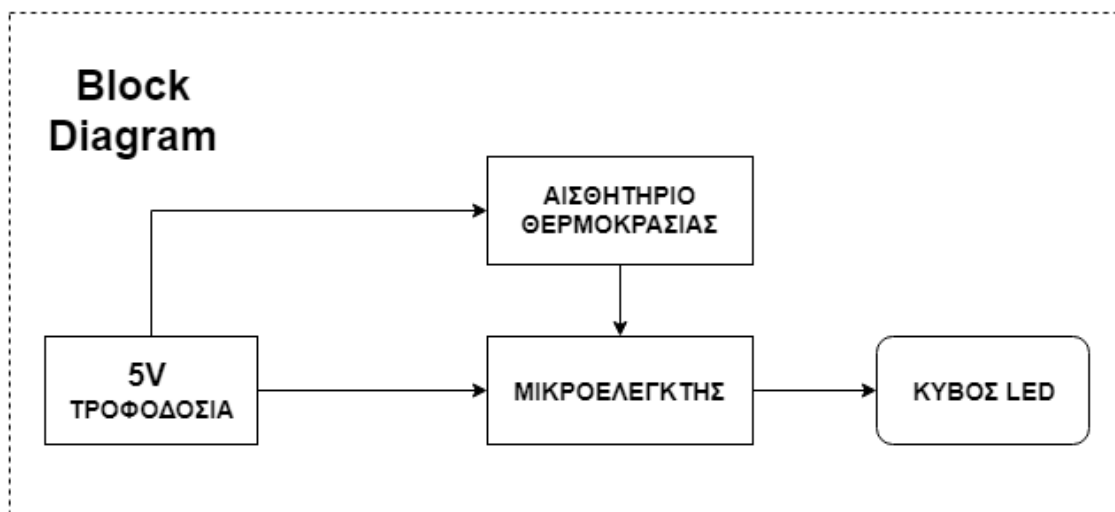 Block
Diagram
ΑΙΣΘΗΤΗΡΙΟ
ΘΕΡΜΟΚΡΑΣΙΑΣ
5V
ΤΡΟΦΟΔΟΣΙΑ
ΜΙΚΡΟΕΛΕΓΚΤΗΣ
ΚΥΒΟΣ LED